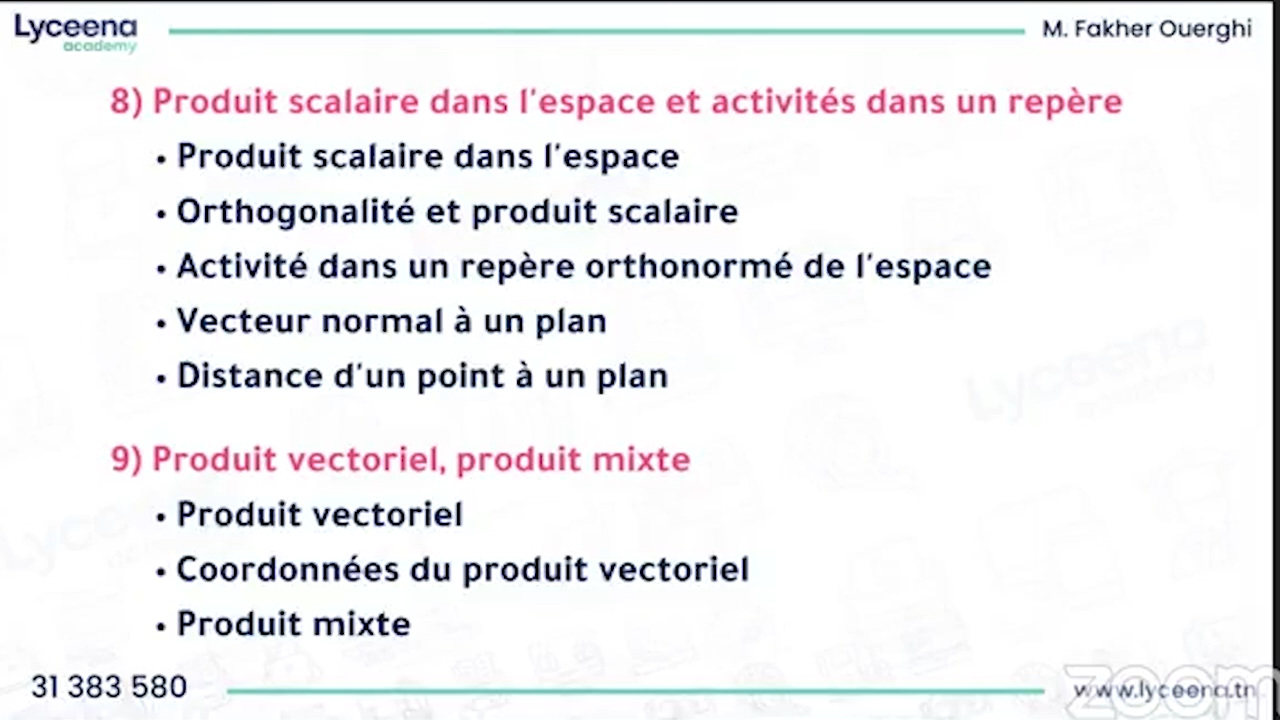 Lyceena
academy
M. Fakher Ouerghi
8) Produit scalaire dans l'espace et activités dans un repère
• Produit scalaire dans l'espace
• Orthogonalité et produit scalaire
• Activité dans un repère orthonormé de l'espace
• Vecteur normal à un plan
• Distance d'un point à un plan
Lyceena
academy
9) Produit vectoriel, produit mixte
• Produit vectoriel
• Coordonnées du produit vectoriel
• Produit mixte
31 383 580
www.lyceena.tn
zoom